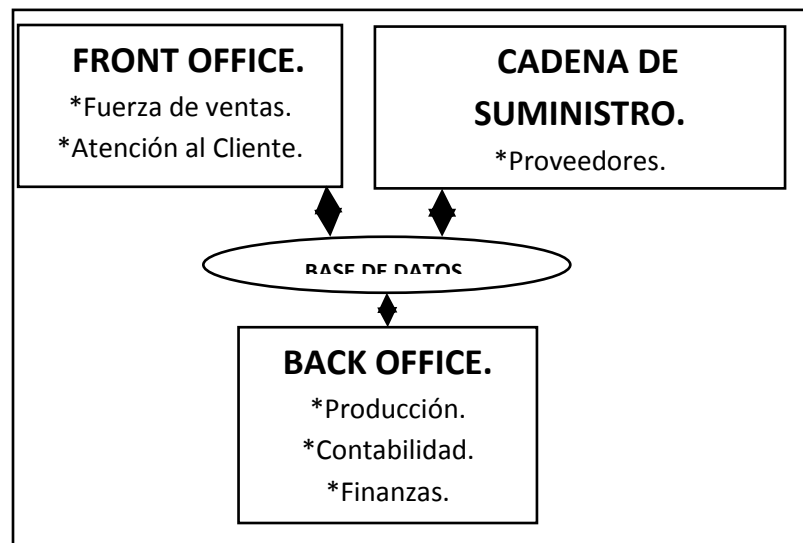 FRONT OFFICE.
*Fuerza de ventas.
*Atención al Cliente.
CADENA DE
SUMINISTRO.
*Proveedores.
BASE DE DATOS
BACK OFFICE.
*Producción.
*Contabilidad.
*Finanzas.